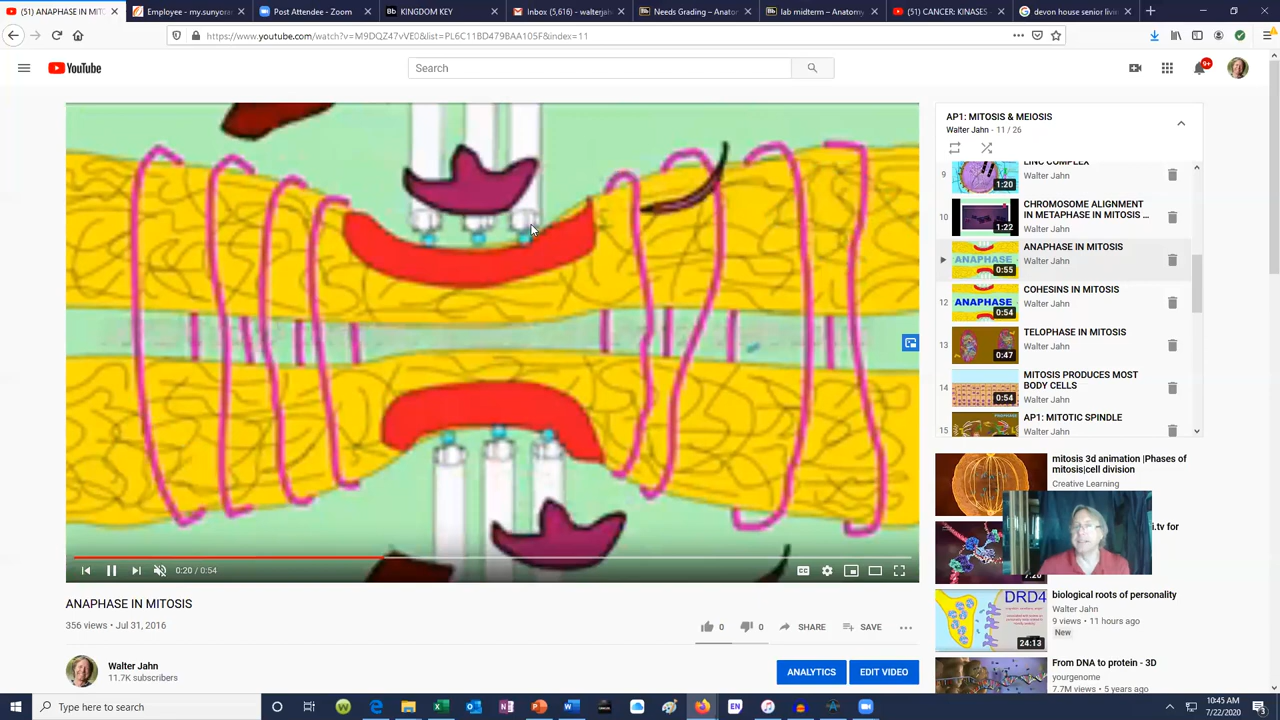 (51) ANAPHASE IN MIT
Employee - my.sunyoran
Post Attendee - Zoom
KINGDOM
Inbox (5,616) - walterjah
Needs Grading – Anator
lab midterm – Anatomy
(51) CANCER: KINASES
devon house senior livin
https://www.youtube.com/watch?v=M9DQZ47vVE0&list=PL6C11BD479BAA105F&index=11
YouTube
Search
9+
AP1: MITOSIS & MEIOSIS
Walter Jahn - 11 / 26
9
LINC COMPLEX
Walter Jahn
1:20
10
CHROMOSOME ALIGNMENT
IN METAPHASE IN MITOSIS ...
Walter Jahn
1:22
ANAPHASE
0:55
ANAPHASE IN MITOSIS
Walter Jahn
12
ANAPHASE
0:54
COHESINS IN MITOSIS
Walter Jahn
13
0:47
TELOPHASE IN MITOSIS
Walter Jahn
14
0:54
MITOSIS PRODUCES MOST
BODY CELLS
Walter Jahn
15
AP1: MITOTIC SPINDLE
Walter Jahn
mitosis 3d animation |Phases of
mitosis|cell division
Creative Learning
i.tv for
7:20
DRD4
24:13
biological roots of personality
Walter Jahn
9 views • 11 hours ago
New
From DNA to protein - 3D
yourgenome
7.7M views • 5 years ago
0:20 / 0:54
ANAPHASE IN MITOSIS
356 views • Jul 31, 2016
0
0
SHARE
SAVE
Walter Jahn
11.7K subscribers
ANALYTICS
EDIT VIDEO
Type here to search
10:45 AM
7/22/2020